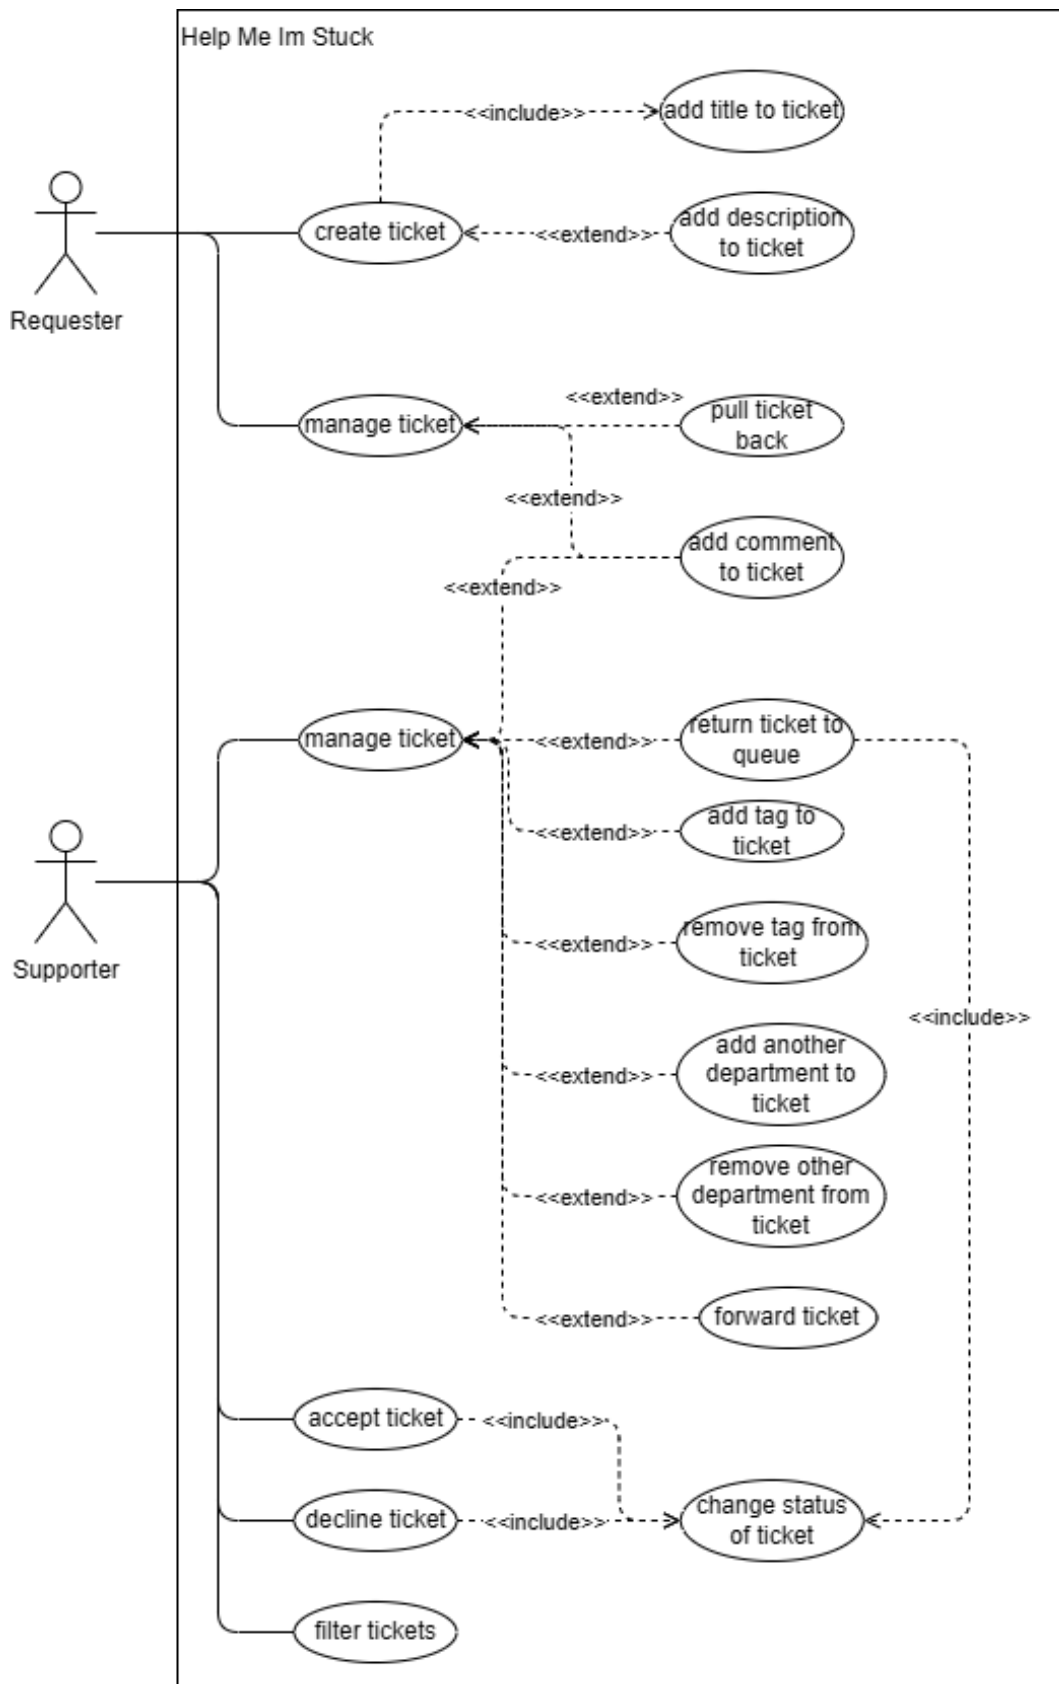 Help Me Im Stuck
<<include>>
add title to ticket
Requester
create ticket
<<extend>>
add description
to ticket
manage ticket
<<extend>>
pull ticket
back
<<extend>>
add comment
to ticket
<<extend>>
Supporter
manage ticket
<<extend>>
return ticket to
queue
<<extend>>
add tag to
ticket
<<extend>>
remove tag from
ticket
<<include>>
<<extend>>
add another
department to
ticket
<<extend>>
remove other
department from
ticket
<<extend>>
forward ticket
accept ticket
<<include>>
decline ticket
<<include>>
change status
of ticket
filter tickets